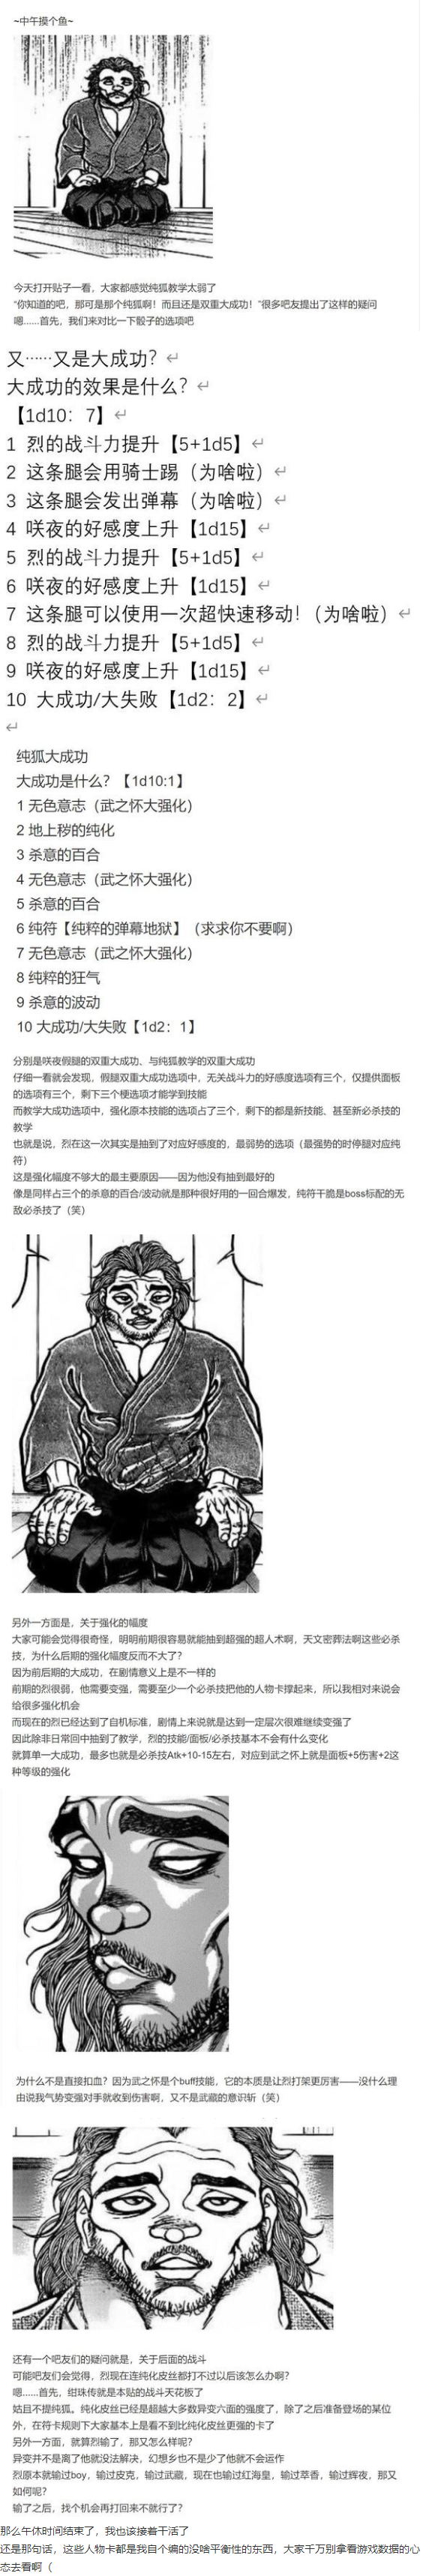 ~中午摸个鱼~
今天打开贴子一看，大家都感觉纯狐教学太弱了
“你知道的吧，那可是那个纯狐啊！而且还是双重大成功！”很多吧友提出了这样的疑问
嗯......首先，我们来对比一下骰子的选项吧
又……又是大成功？↵
大成功的效果是什么？↵
【1d10：7】↵
1 烈的战斗力提升【5+1d5】↵
2 这条腿会用骑士踢（为啥啦）↵
3 这条腿会发出弹幕（为啥啦）↵
4 咲夜的好感度上升【1d15】↵
5 烈的战斗力提升【5+1d5】↵
6 咲夜的好感度上升【1d15】↵
7 这条腿可以使用一次超快速移动！（为啥啦）↵
8 烈的战斗力提升【5+1d5】↵
9 咲夜的好感度上升【1d15】↵
10 大成功/大失败【1d2：2】↵
↵
纯狐大成功
大成功是什么？【1d10:1】
1 无色意志（武之怀大强化）
2 地上秽的纯化
3 杀意的百合
4 无色意志（武之怀大强化）
5 杀意的百合
6 纯符【纯粹的弹幕地狱】（求求你不要啊）
7 无色意志（武之怀大强化）
8 纯粹的狂气
9 杀意的波动
10 大成功/大失败【1d2：1】
分别是咲夜假腿的双重大成功、与纯狐教学的双重大成功
仔细一看就会发现，假腿双重大成功选项中，无关战斗力的好感度选项有三个，仅提供面板
的选项有三个，剩下三个梗选项才能学到技能
而教学大成功选项中，强化原本技能的选项占了三个，剩下的都是新技能、甚至新必杀技的
教学
也就是说，烈在这一次其实是抽到了对应好感度的，最弱势的选项（最强势的时停腿对应纯
符）
这是强化幅度不够大的最主要原因——因为他没有抽到最好的
像是同样占三个的杀意的百合/波动就是那种很好用的一回合爆发，纯符干脆是boss标配的无
敌必杀技了（笑）
另外一方面是，关于强化的幅度
大家可能会觉得很奇怪，明明前期很容易就能抽到超强的超人术啊，天文密葬法啊这些必杀
技，为什么后期的强化幅度反而不大了？
因为前后期的大成功，在剧情意义上是不一样的
前期的烈很弱，他需要变强，需要至少一个必杀技把他的人物卡撑起来，所以我相对来说会
给很多强化机会
而现在的烈已经达到了自机标准，剧情上来说就是达到一定层次很难继续变强了
因此除非日常回中抽到了教学，烈的技能/面板/必杀技基本不会有什么变化
就算单一大成功，最多也就是必杀技Atk+10-15左右，对应到武之怀上就是面板+5伤害+2这
种等级的强化
为什么不是直接扣血？因为武之怀是个buff技能，它的本质是让烈打架更厉害——没什么理
由说我气势变强对手就收到伤害啊，又不是武藏的意识斩（笑）
还有一个吧友们的疑问就是，关于后面的战斗
可能吧友们会觉得，烈现在连纯化皮丝都打不过以后该怎么办啊？
嗯......首先，绀珠传就是本贴的战斗天花板了
姑且不提纯狐。纯化皮丝已经是超越大多数异变六面的强度了，除了之后准备登场的某位
外，在符卡规则下大家基本上是看不到比纯化皮丝更强的卡了
另外一方面，就算烈输了，那又怎么样呢？
异变并不是离了他就没法解决，幻想乡也不是少了他就不会运作
烈原本就输过boy，输过皮克，输过武藏，现在也输过红海皇，输过萃香，输过辉夜，那又
如何呢？
输了之后，找个机会再打回来不就行了？
那么午休时间结束了，我也该接着干活了
还是那句话，这些人物卡都是我自个编的没啥平衡性的东西，大家千万别拿看游戏数据的心
态去看啊（